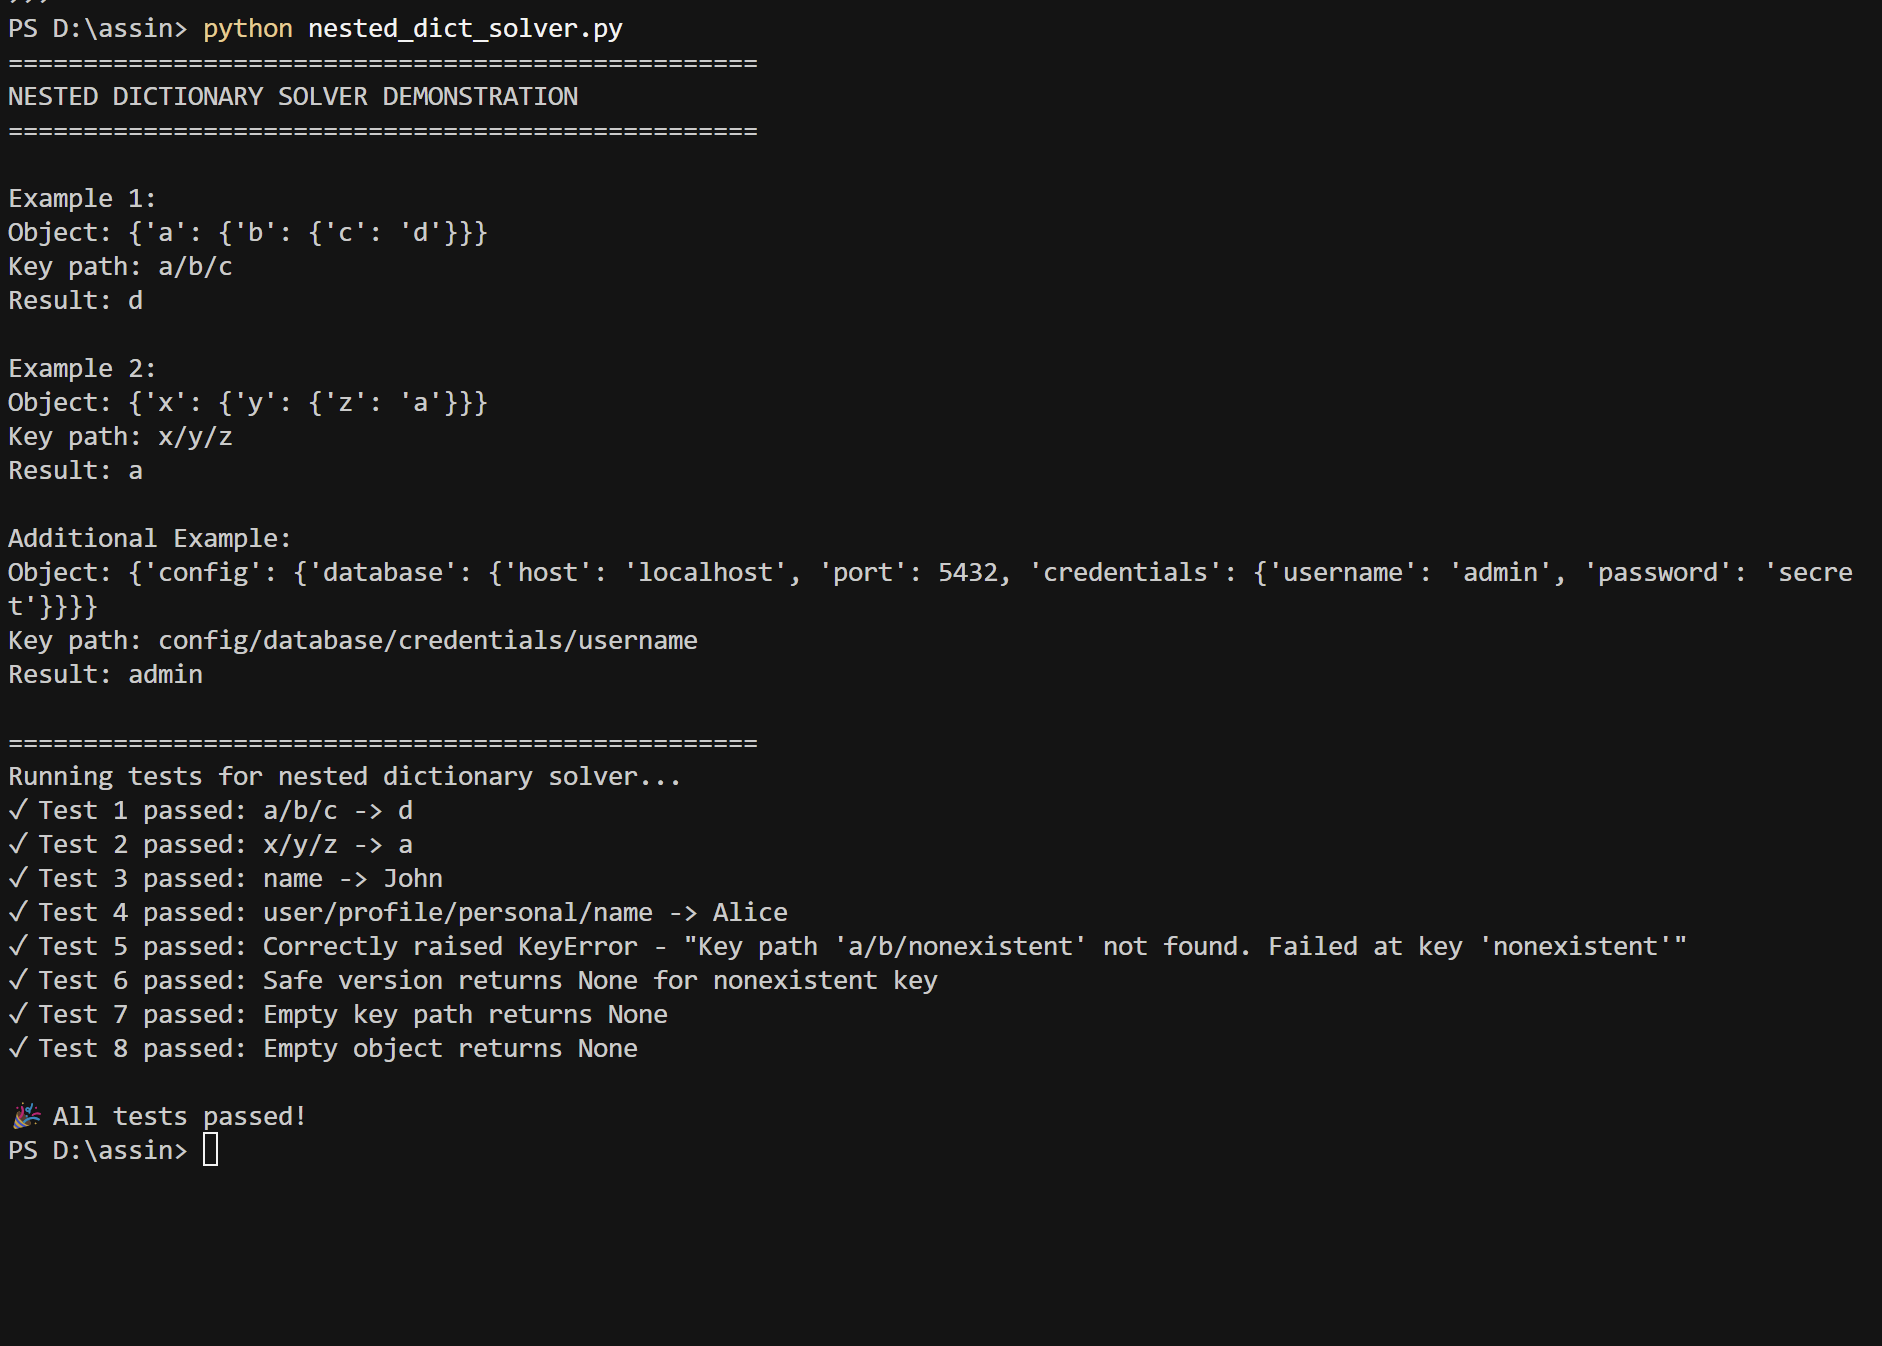 PS D:\assin> python nested_dict_solver.py
==================================================
NESTED DICTIONARY SOLVER DEMONSTRATION
==================================================
Example 1:
Object: {'a': {'b': {'c': 'd'}}}
Key path: a/b/c
Result: d
Example 2:
Object: {'x': {'y': {'z': 'a'}}}
Key path: x/y/z
Result: a
Additional Example:
Object: {'config': {'database': {'host': 'localhost', 'port': 5432, 'credentials': {'username': 'admin', 'password': 'secre
t'}}}}
Key path: config/database/credentials/username
Result: admin
==================================================
Running tests for nested dictionary solver...
✓ Test 1 passed: a/b/c -> d
✓ Test 2 passed: x/y/z -> a
✓ Test 3 passed: name -> John
✓ Test 4 passed: user/profile/personal/name -> Alice
✓ Test 5 passed: Correctly raised KeyError - "Key path 'a/b/nonexistent' not found. Failed at key 'nonexistent'"
✓ Test 6 passed: Safe version returns None for nonexistent key
✓ Test 7 passed: Empty key path returns None
✓ Test 8 passed: Empty object returns None
🎉 All tests passed!
PS D:\assin>